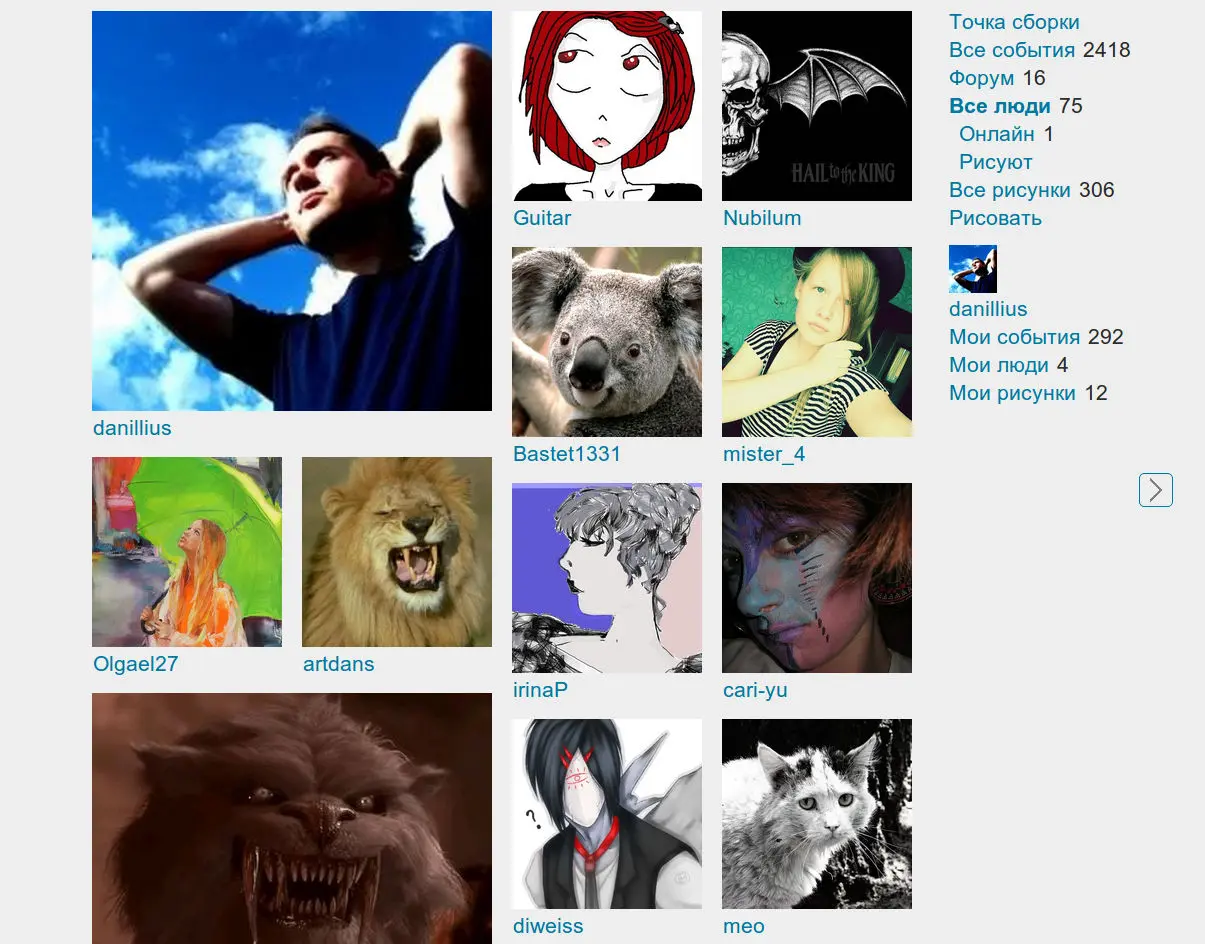 Guitar
HAIL to the KING
Nubilum
danillius
Bastet1331
mister_4
Olgael27
artdans
irinaP
cari-yu
?
diweiss
meo
Точка сборки
Все события 2418
Форум 16
Все люди 75
Онлайн 1
Рисуют
Все рисунки 306
Рисовать
danillius
Мои события 292
Мои люди 4
Мои рисунки 12